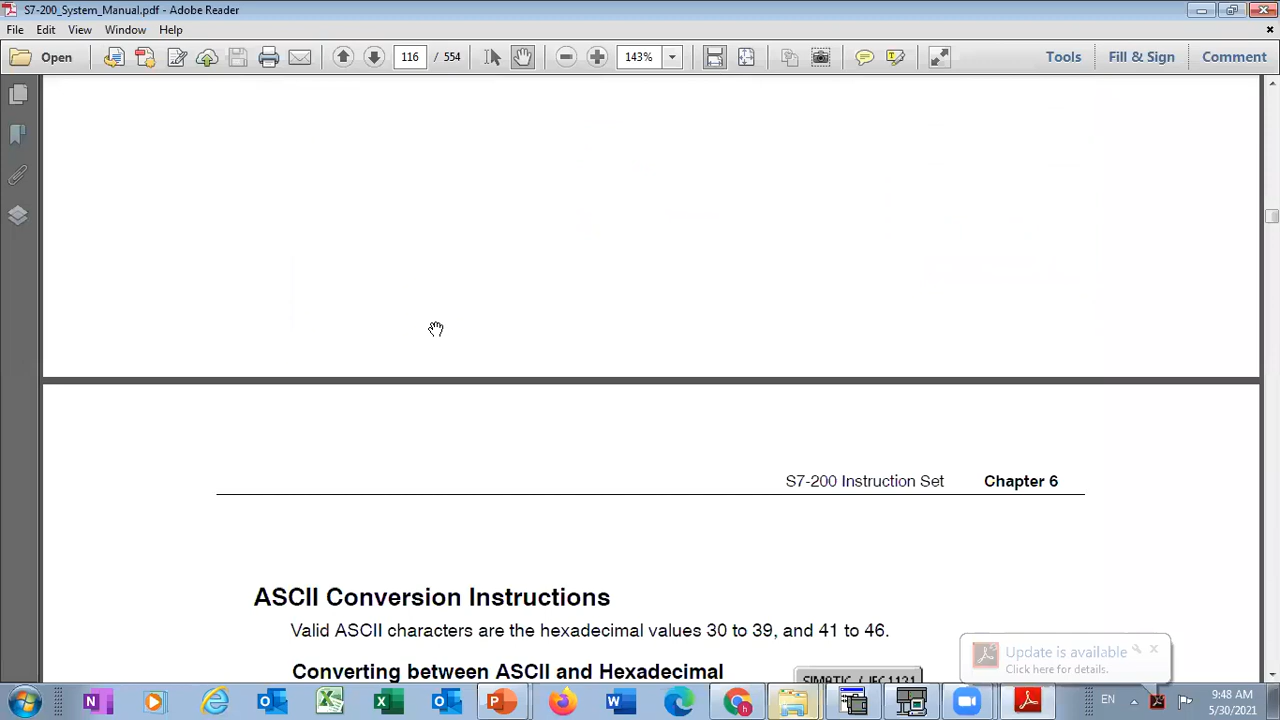 S7-200_System_Manual.pdf - Adobe Reader
File Edit View Window Help
Open 116 / 554 143% Tools Fill & Sign Comment
S7-200 Instruction Set Chapter 6
ASCII Conversion Instructions
Valid ASCII characters are the hexadecimal values 30 to 39, and 41 to 46.
Converting between ASCII and Hexadecimal
SIMATIC / IEC1131
Update is available
Click here for details.
EN
9:48 AM
5/30/2021